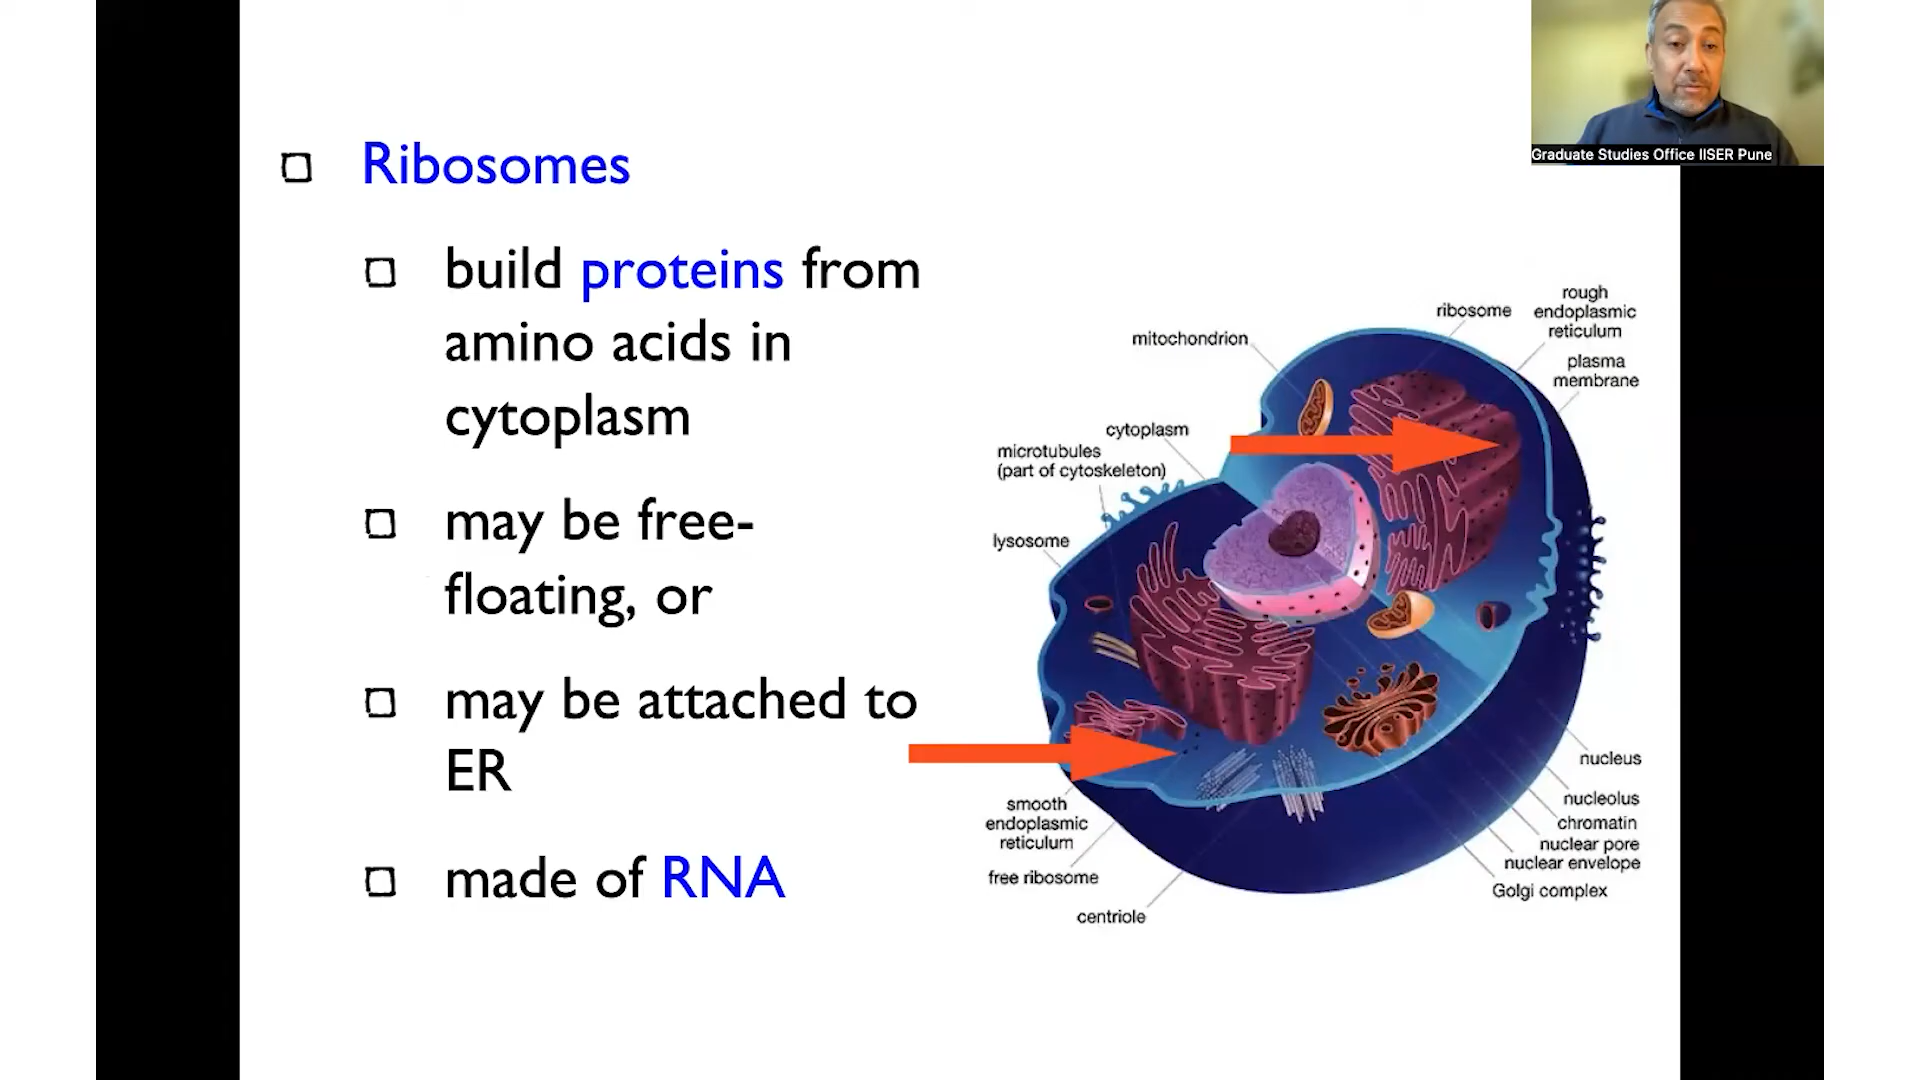 Graduate Studies Office IISER Pune
Ribosomes
build proteins from
amino acids in
cytoplasm
may be free-
floating, or
may be attached to
ER
made of RNA
ribosome
rough
endoplasmic
reticulum
mitochondrion
plasma
membrane
cytoplasm
microtubules
(part of cytoskeleton)
lysosome
smooth
endoplasmic
reticulum
free ribosome
centriole
nucleus
nucleolus
chromatin
nuclear pore
nuclear envelope
Golgi complex